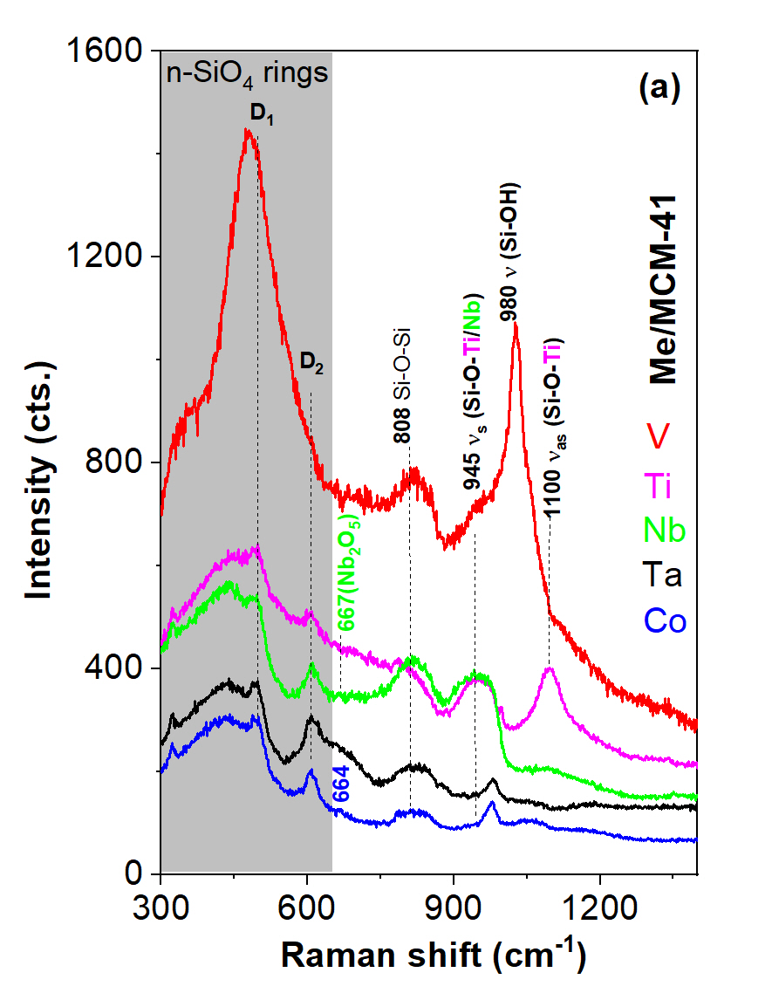 1600
1200
800
400
0
300
600
900
1200
Intensity (cts.)
Raman shift (cm⁻¹)
n-SiO₄ rings
(a)
D₁
D₂
667(Nb₂O₅)
664
808 Si-O-Si
945 νₛ (Si-O-Ti/Nb)
980 ν (Si-OH)
1100 νₐₛ (Si-O-Ti)
Me/MCM-41
V
Ti
Nb
Ta
Co